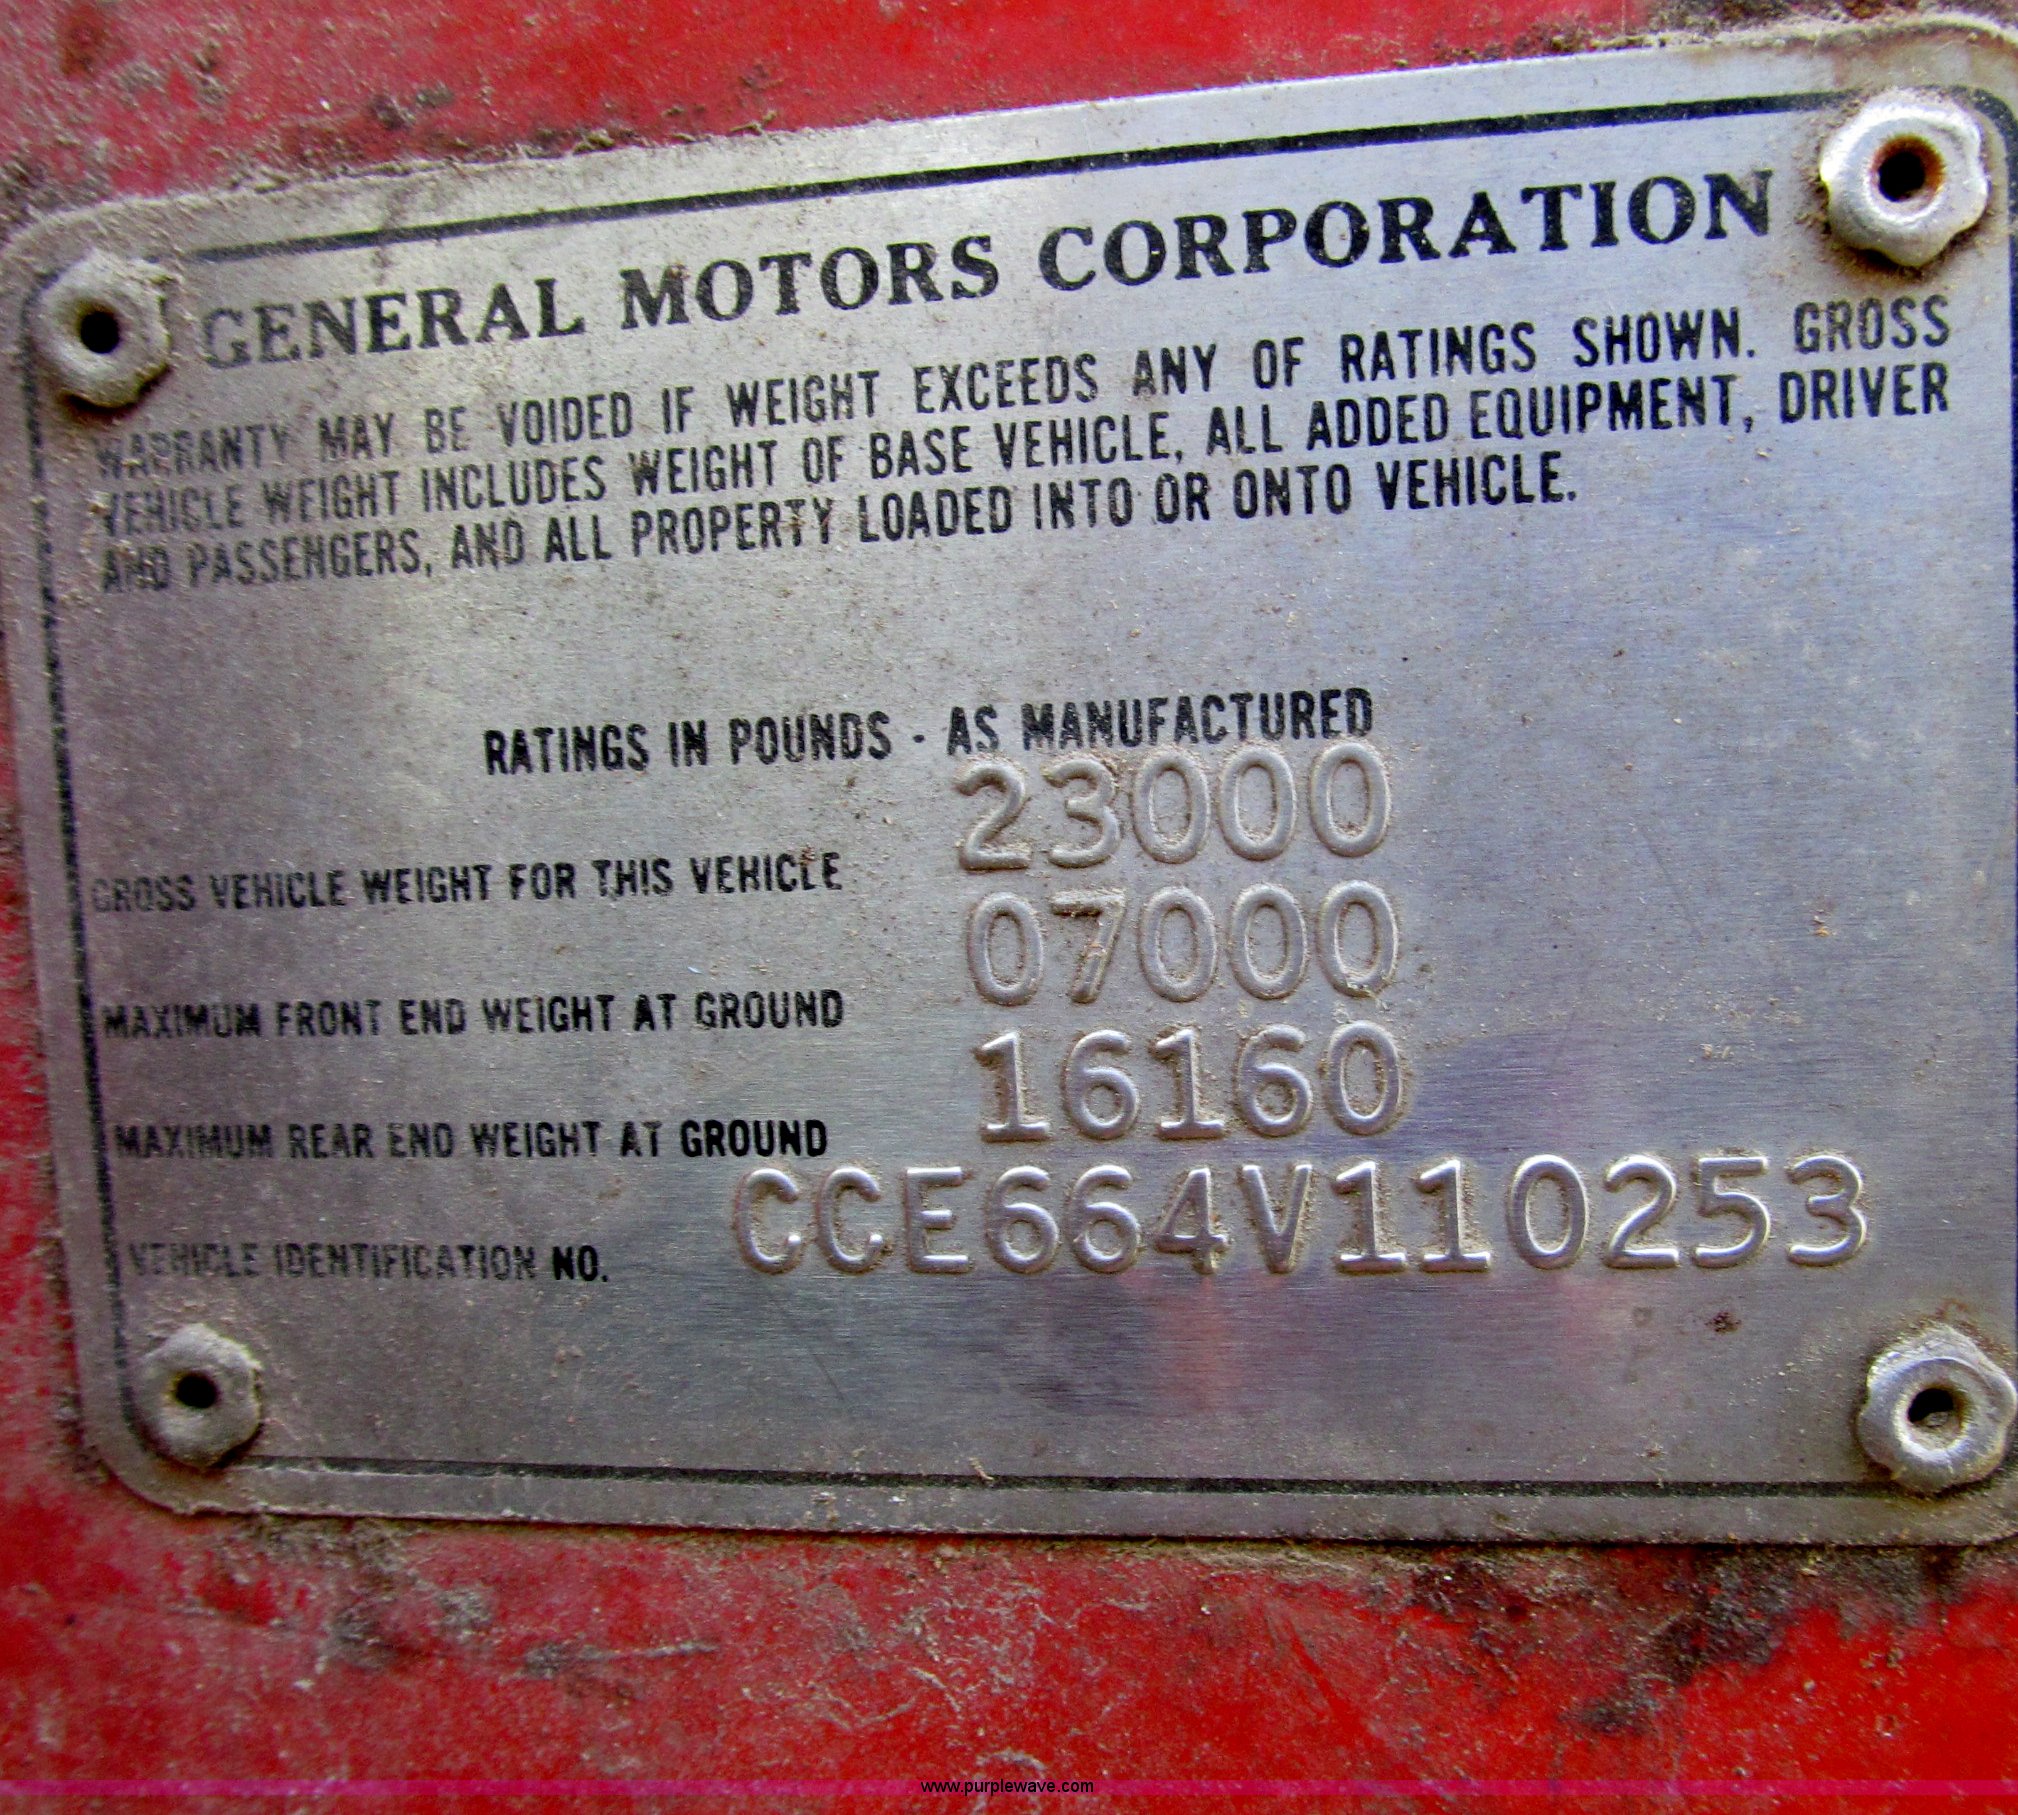 GENERAL MOTORS CORPORATION
WARRANTY MAY BE VOIDED IF WEIGHT EXCEEDS ANY OF RATINGS SHOWN. GROSS
VEHICLE WEIGHT INCLUDES WEIGHT OF BASE VEHICLE, ALL ADDED EQUIPMENT, DRIVER
AND PASSENGERS, AND ALL PROPERTY LOADED INTO OR ONTO VEHICLE.
RATINGS IN POUNDS - AS MANUFACTURED
23000
GROSS VEHICLE WEIGHT FOR THIS VEHICLE
07000
MAXIMUM FRONT END WEIGHT AT GROUND
16160
MAXIMUM REAR END WEIGHT AT GROUND
CCE664V110253
VEHICLE IDENTIFICATION NO.
www.purplewave.com